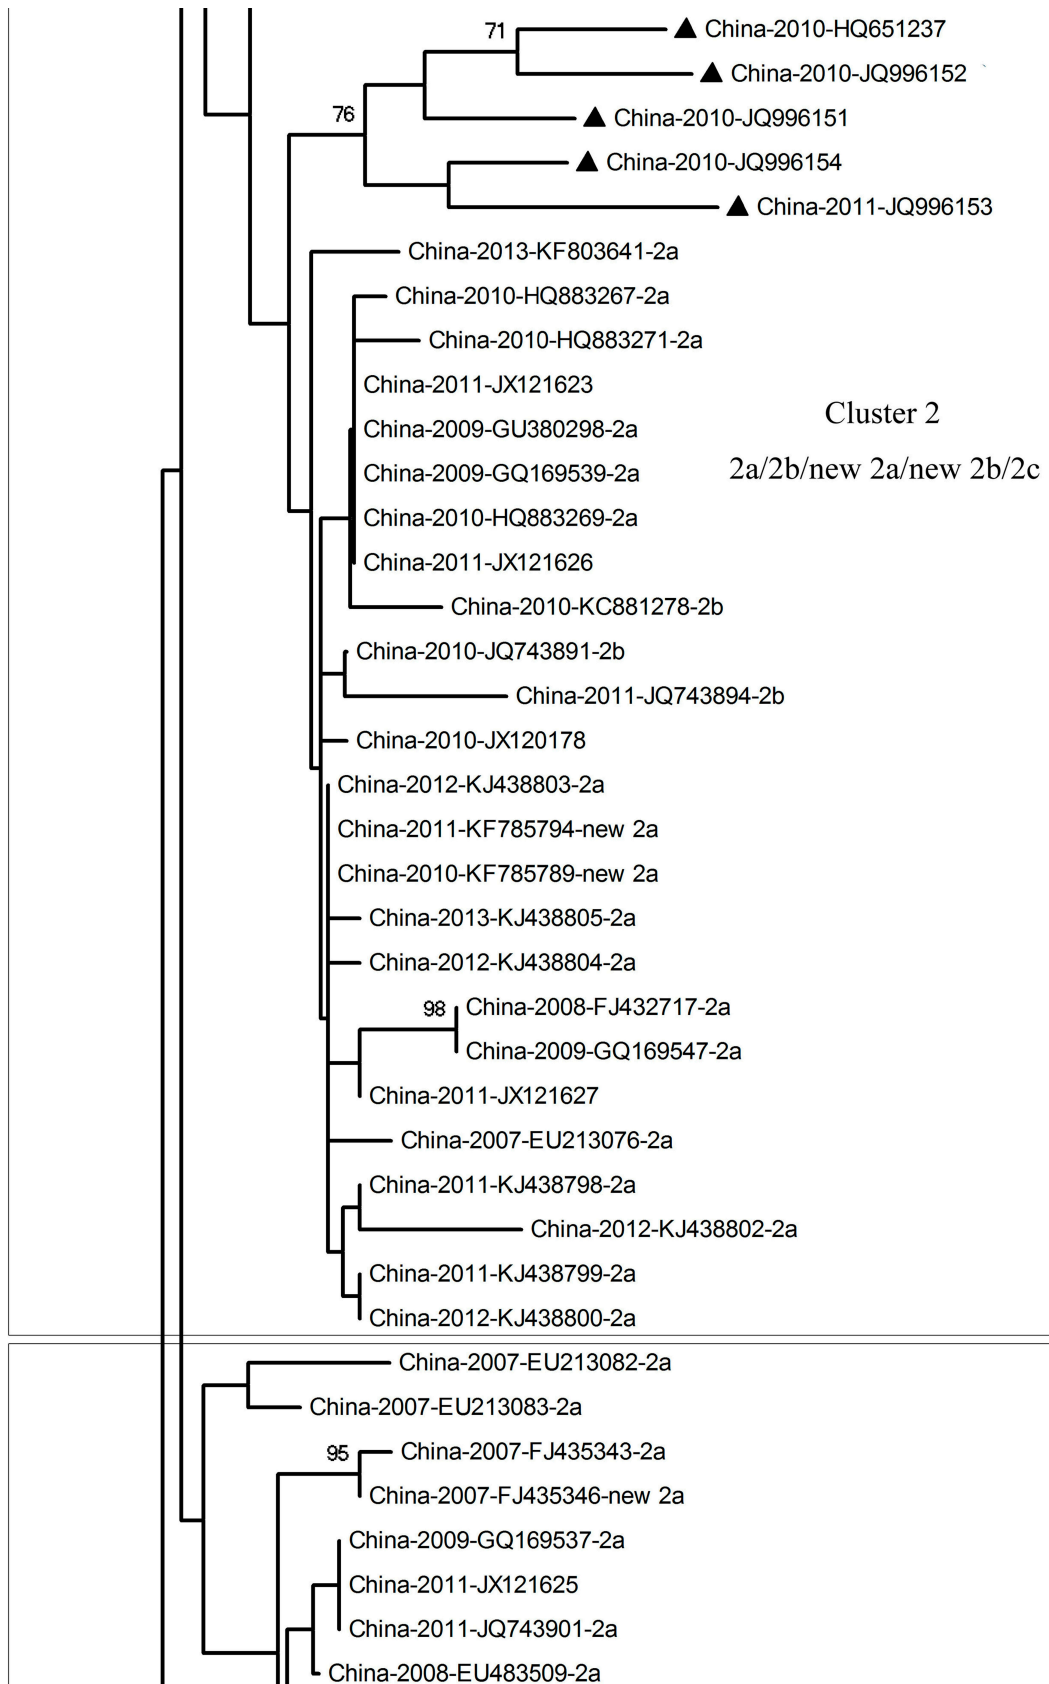 71
China-2010-HQ651237
China-2010-JQ996152
76
China-2010-JQ996151
China-2010-JQ996154
China-2011-JQ996153
China-2013-KF803641-2a
China-2010-HQ883267-2a
China-2010-HQ883271-2a
China-2011-JX121623
Cluster 2
China-2009-GU380298-2a
2a/2b/new 2a/new 2b/2c
China-2009-GQ169539-2a
China-2010-HQ883269-2a
China-2011-JX121626
China-2010-KC881278-2b
China-2010-JQ743891-2b
China-2011-JQ743894-2b
China-2010-JX120178
China-2012-KJ438803-2a
China-2011-KF785794-new 2a
China-2010-KF785789-new 2a
China-2013-KJ438805-2a
China-2012-KJ438804-2a
98
China-2008-FJ432717-2a
China-2009-GQ169547-2a
China-2011-JX121627
China-2007-EU213076-2a
China-2011-KJ438798-2a
China-2012-KJ438802-2a
China-2011-KJ438799-2a
China-2012-KJ438800-2a
China-2007-EU213082-2a
China-2007-EU213083-2a
95
China-2007-FJ435343-2a
China-2007-FJ435346-new 2a
China-2009-GQ169537-2a
China-2011-JX121625
China-2011-JQ743901-2a
China-2008-EU483509-2a